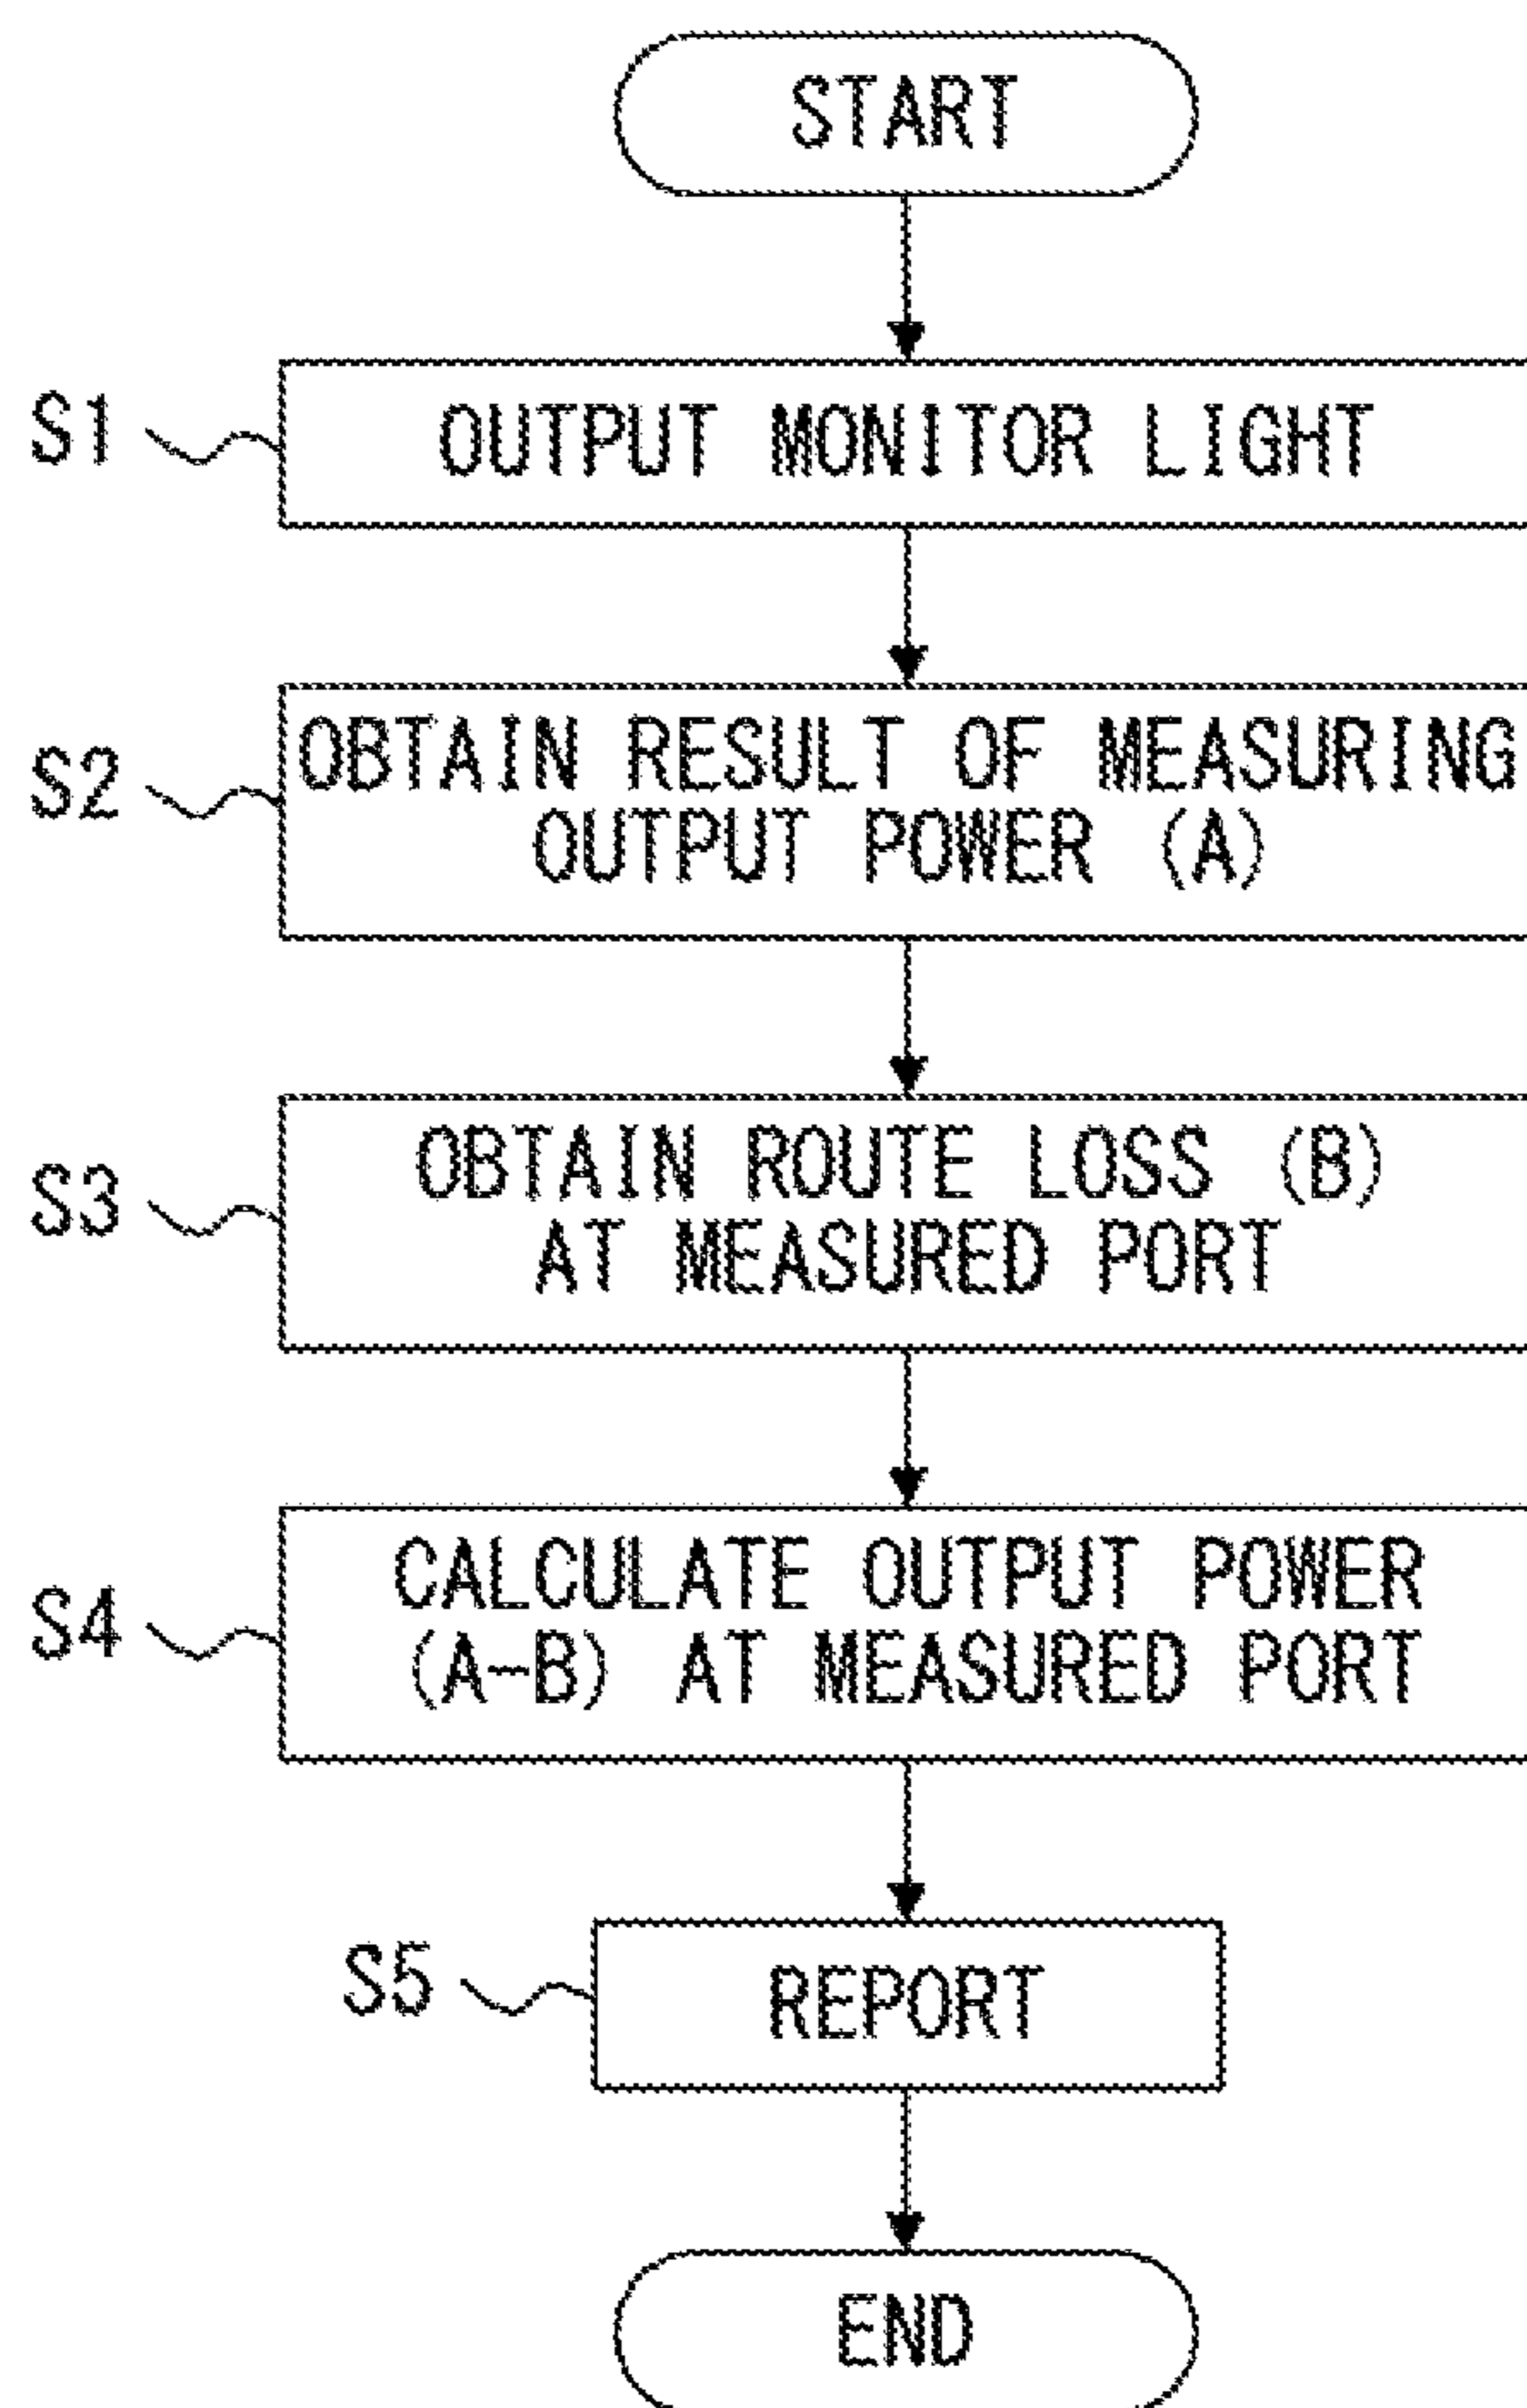 START
S1
OUTPUT MONITOR LIGHT
S2
OBTAIN RESULT OF MEASURING
OUTPUT POWER (A)
S3
OBTAIN ROUTE LOSS (B)
AT MEASURED PORT
S4
CALCULATE OUTPUT POWER
(A-B) AT MEASURED PORT
S5
REPORT
END